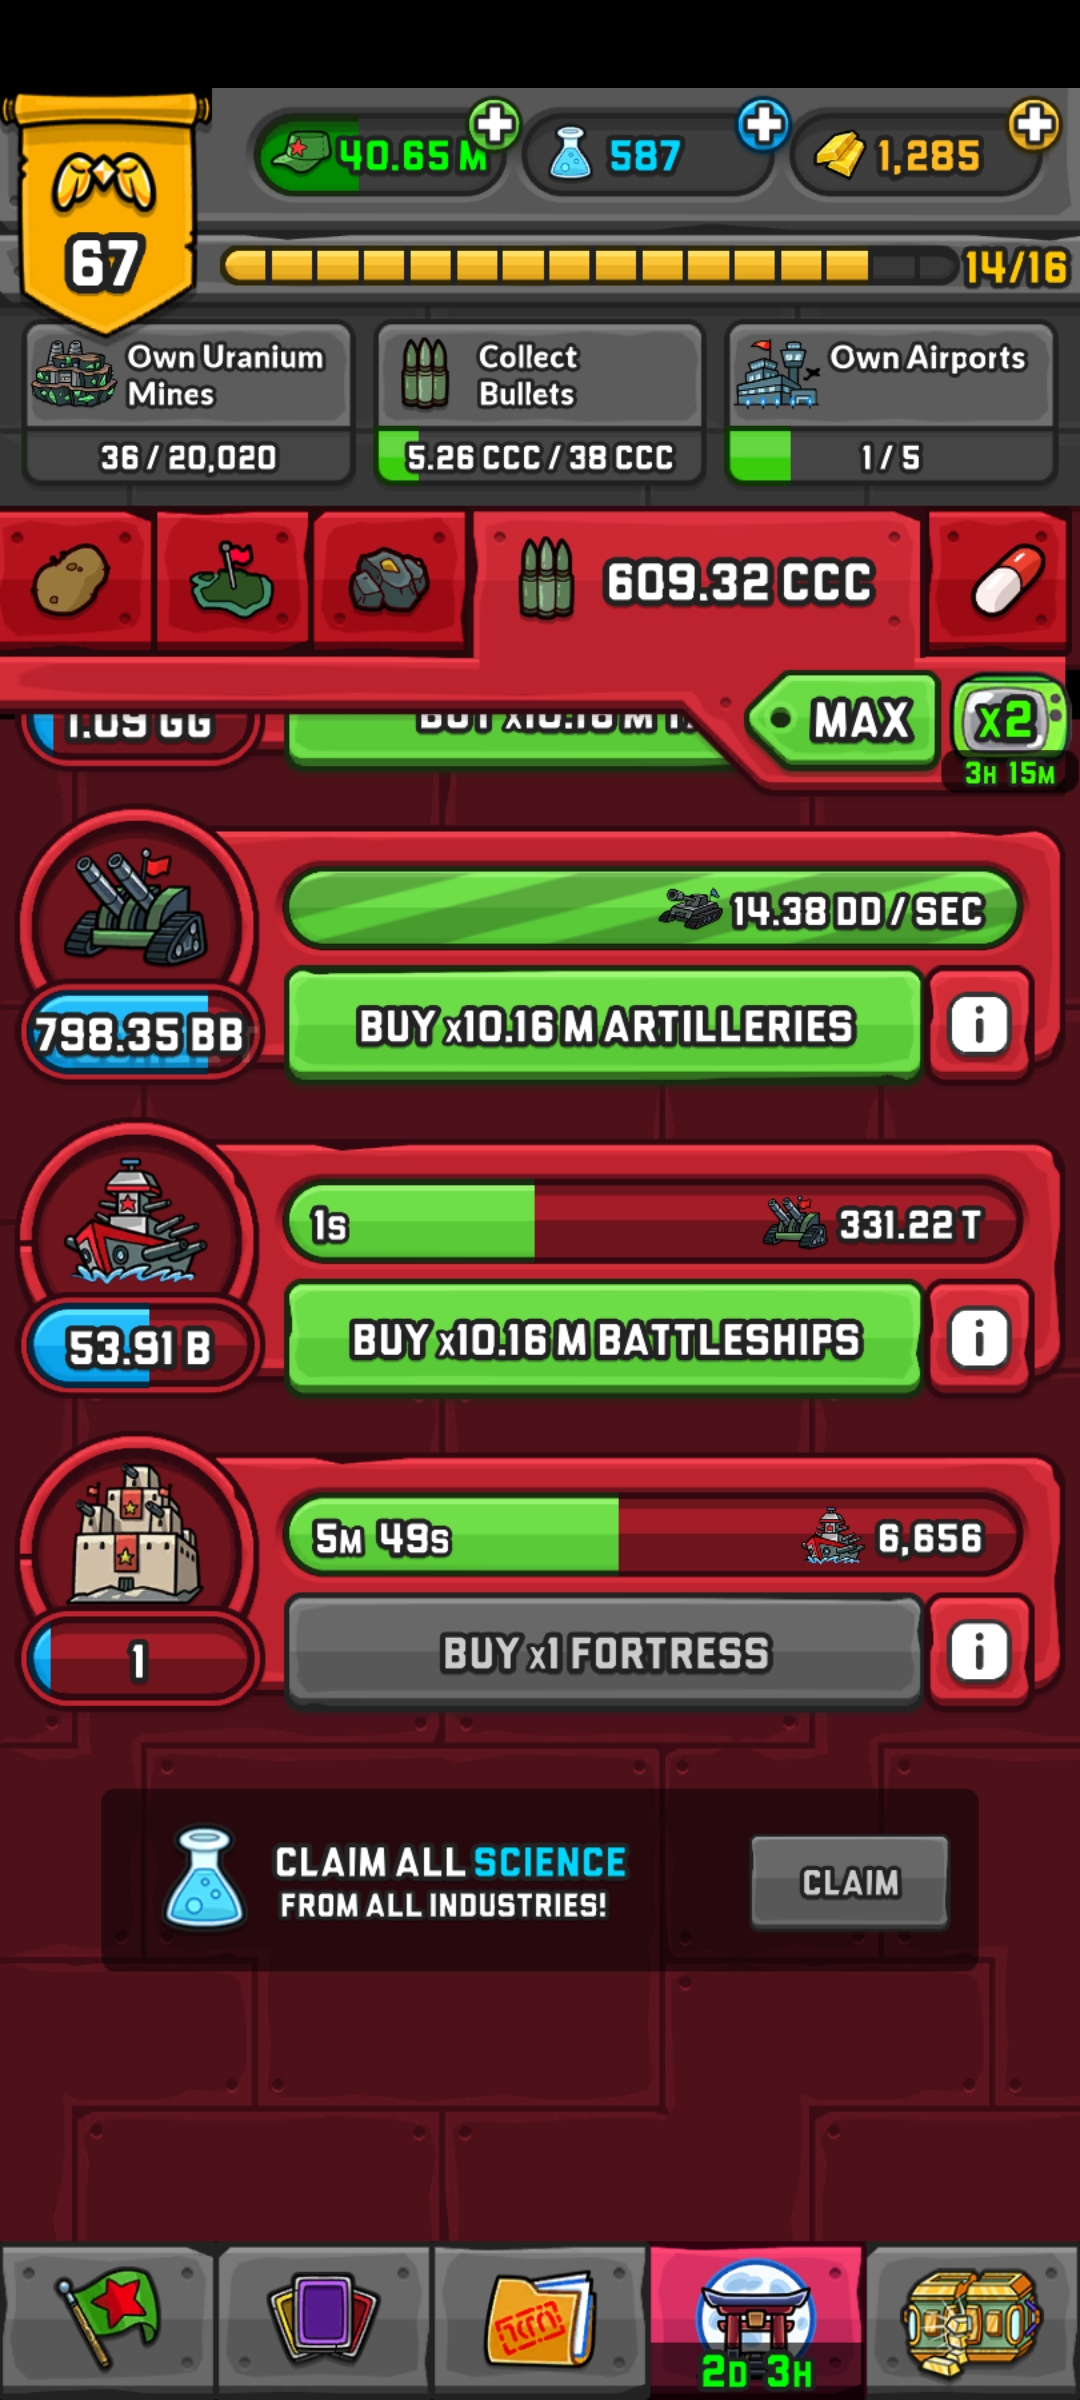 40.65 M
587
1,285
67
14/16
Own Uranium
Mines
36 / 20,020
Collect
Bullets
5.26 CCC / 38 CCC
Own Airports
1 / 5
609.32 CCC
1.09 GG
BUY x10.16 M
MAX
x2
3H 15M
14.38 DD / SEC
798.35 BB
BUY x10.16 M ARTILLERIES
i
1S
331.22 T
53.91 B
BUY x10.16 M BATTLESHIPS
i
5M 49S
6,656
1
BUY x1 FORTRESS
i
CLAIM ALL SCIENCE
FROM ALL INDUSTRIES!
CLAIM
2D 3H